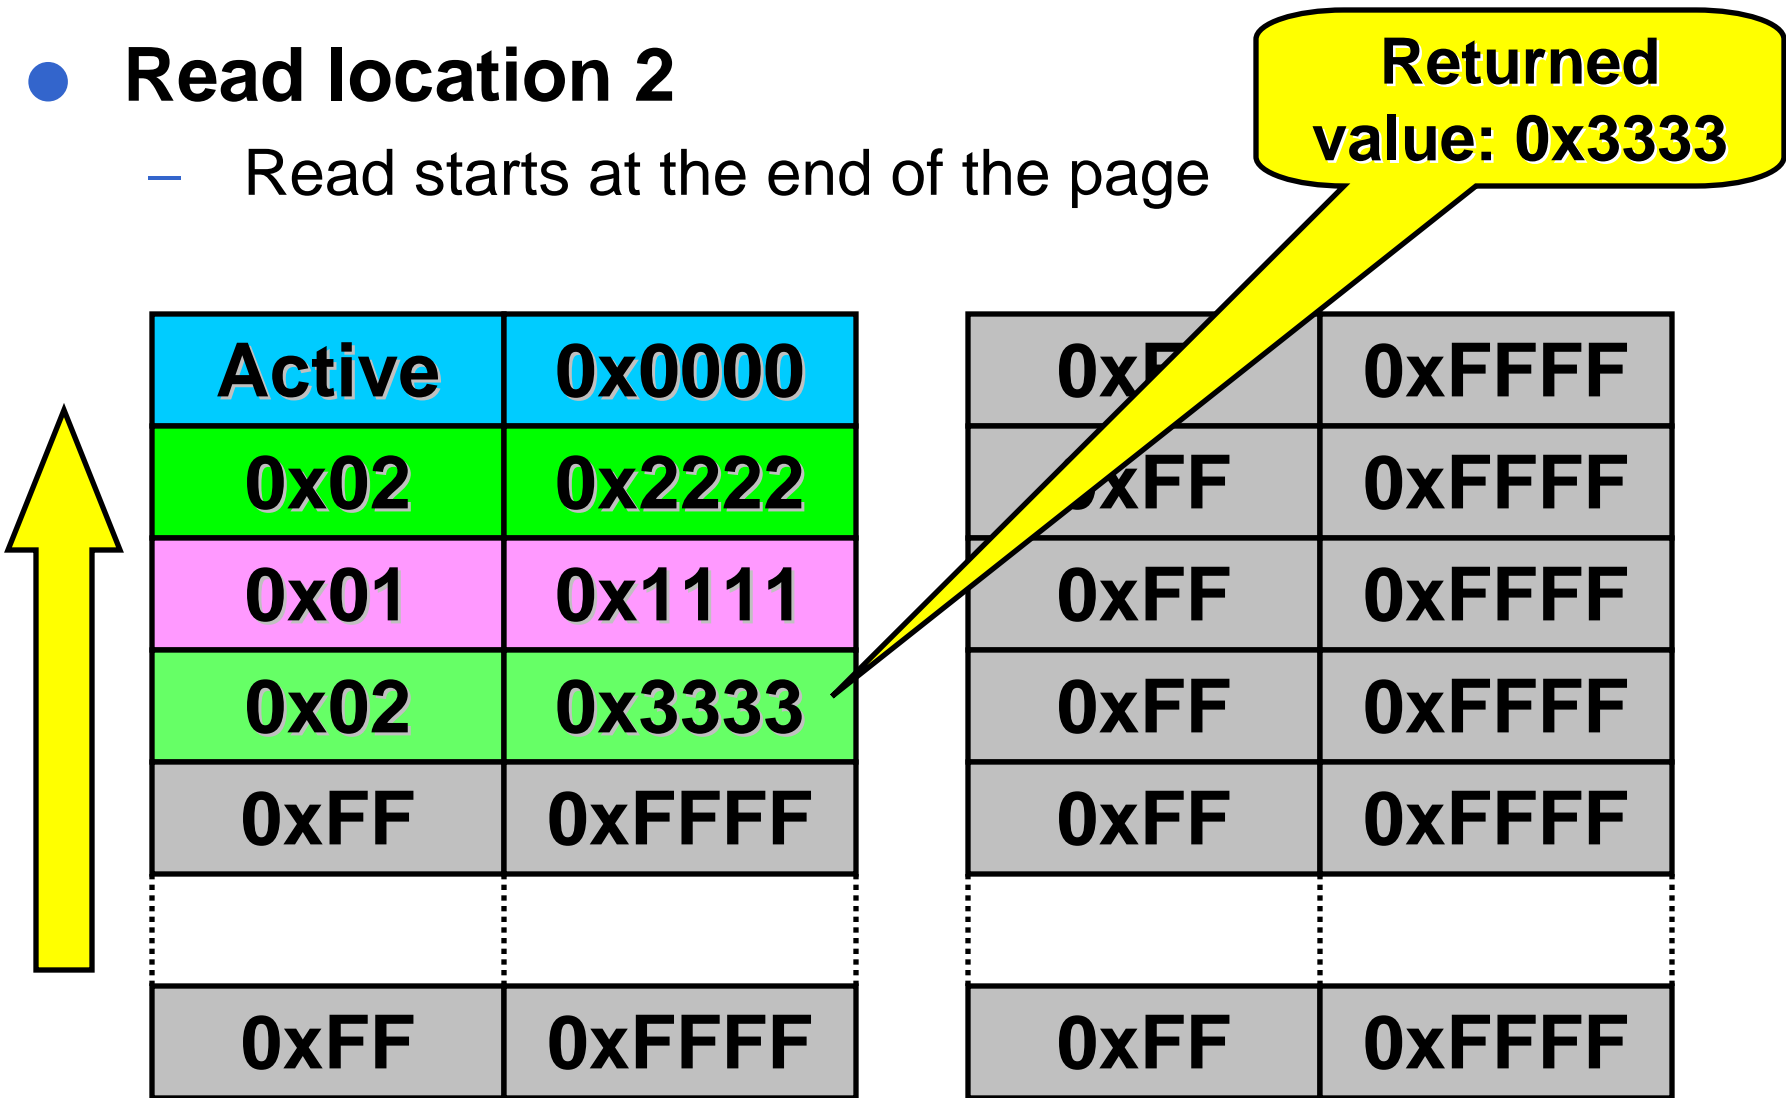 Read location 2
Returned
value: 0x3333
– Read starts at the end of the page
Active 0x0000 0xFFFF
0x02 0x2222 0xFFFF
0x01 0x1111 0xFF 0xFFFF
0x02 0x3333 0xFF 0xFFFF
0xFF 0xFFFF 0xFF 0xFFFF
0xFF 0xFFFF 0xFF 0xFFFF